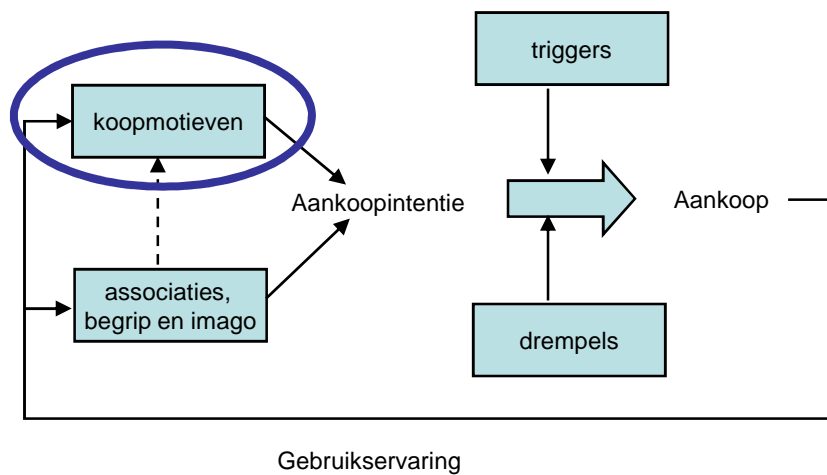 triggers
koopmotieven
Aankoopintentie
Aankoop
associaties,
begrip en imago
drempels
Gebruikservaring